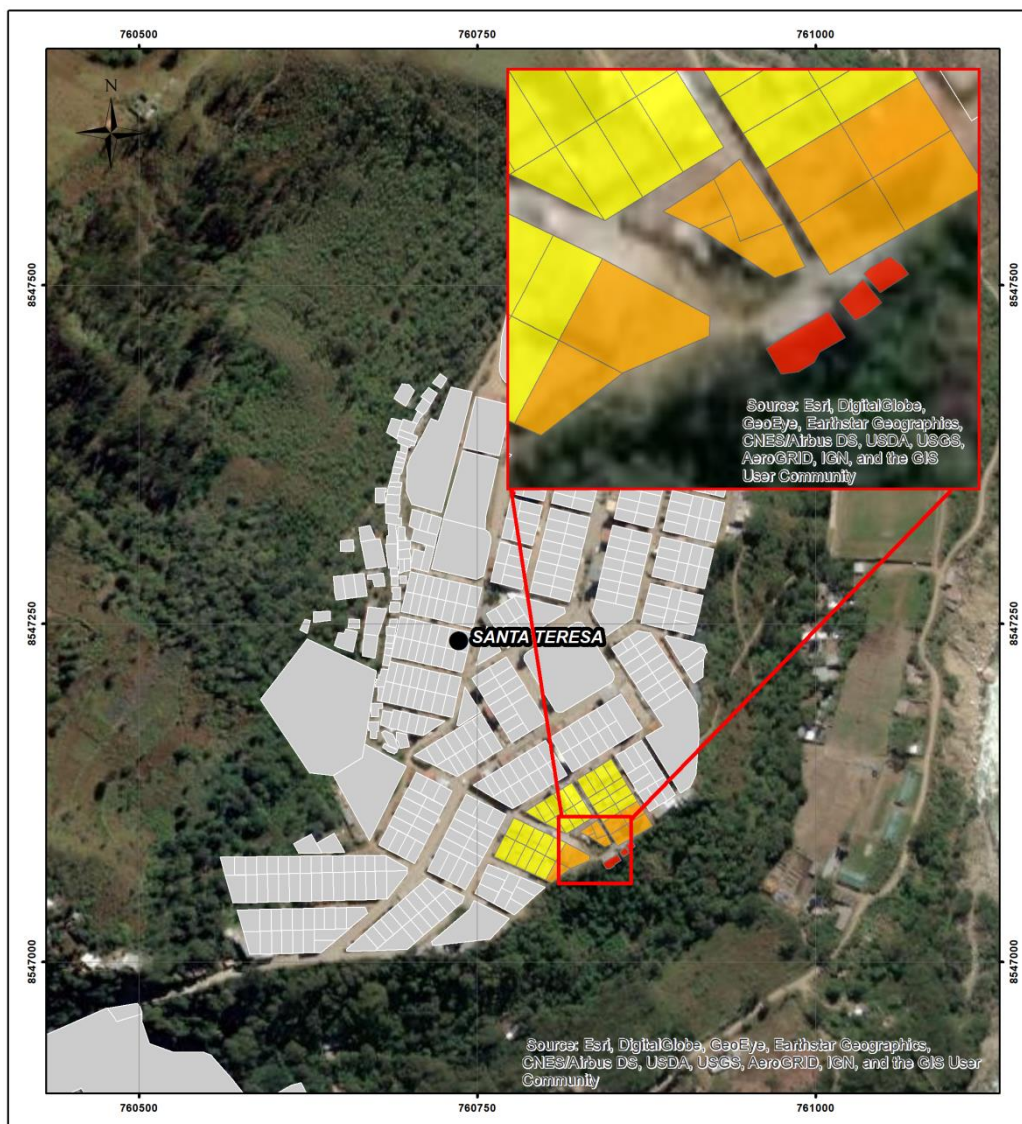 760500 760750 761000
N
8547500 8547500
Source: Esri, DigitalGlobe,
GeoEye, Earthstar Geographics,
CNES/Airbus DS, USDA, USGS,
AeroGRID, IGN, and the GIS
User Community
8547250 8547250
SANTA TERESA
8547000 8547000
Source: Esri, DigitalGlobe, GeoEye, Earthstar Geographics,
CNES/Airbus DS, USDA, USGS, AeroGRID, IGN, and the GIS User
Community
760500 760750 761000